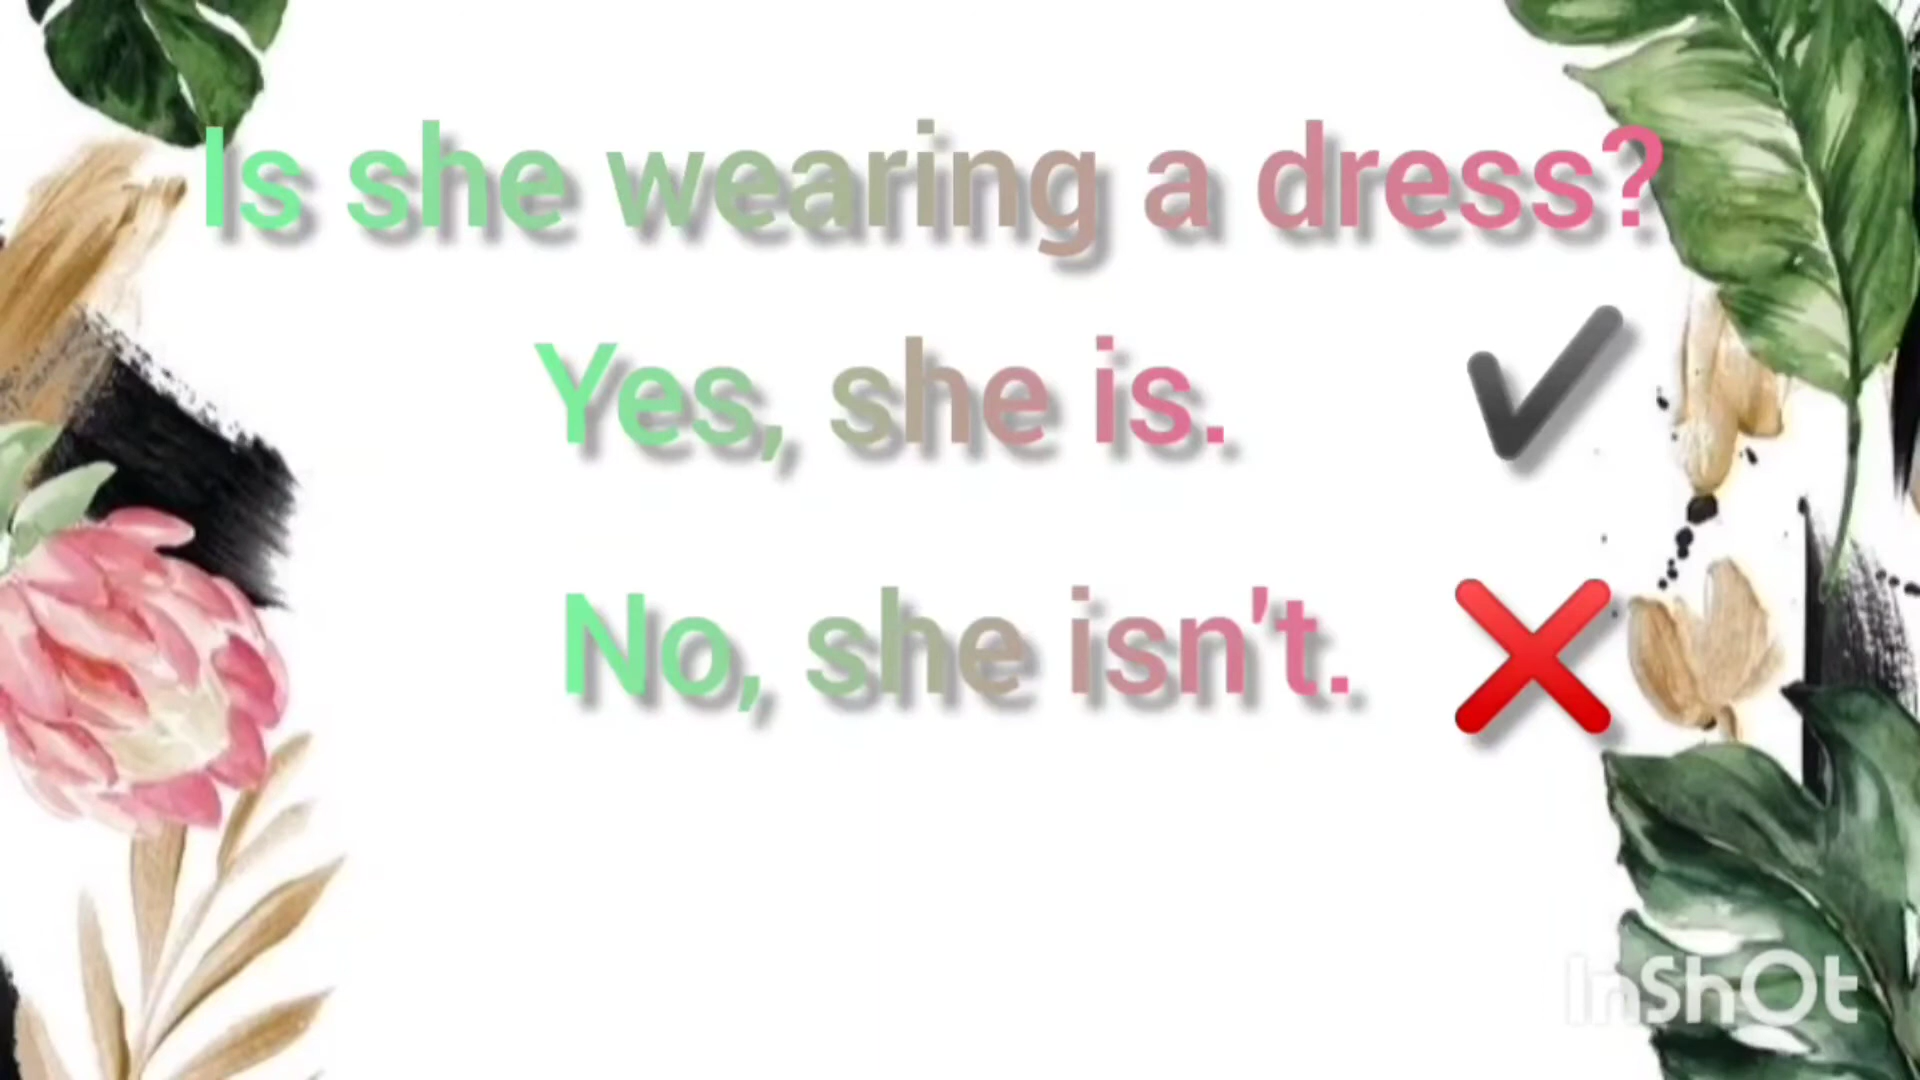 Is she wearing a dress?
Yes, she is. ✔
No, she isn't. ❌
InShOt